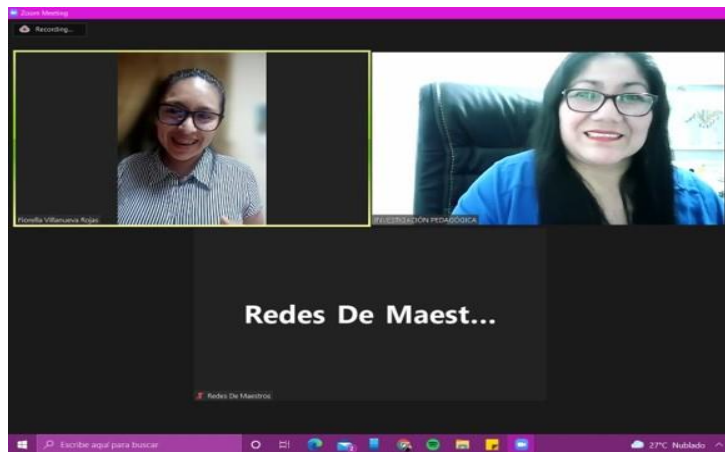 Zoom Meeting
Recording...
Fiorella Villanueva Rojas
INVESTIGACIÓN PEDAGÓGICA
Redes De Maest...
Redes De Maestros
Escribe aquí para buscar
27°C Nublado